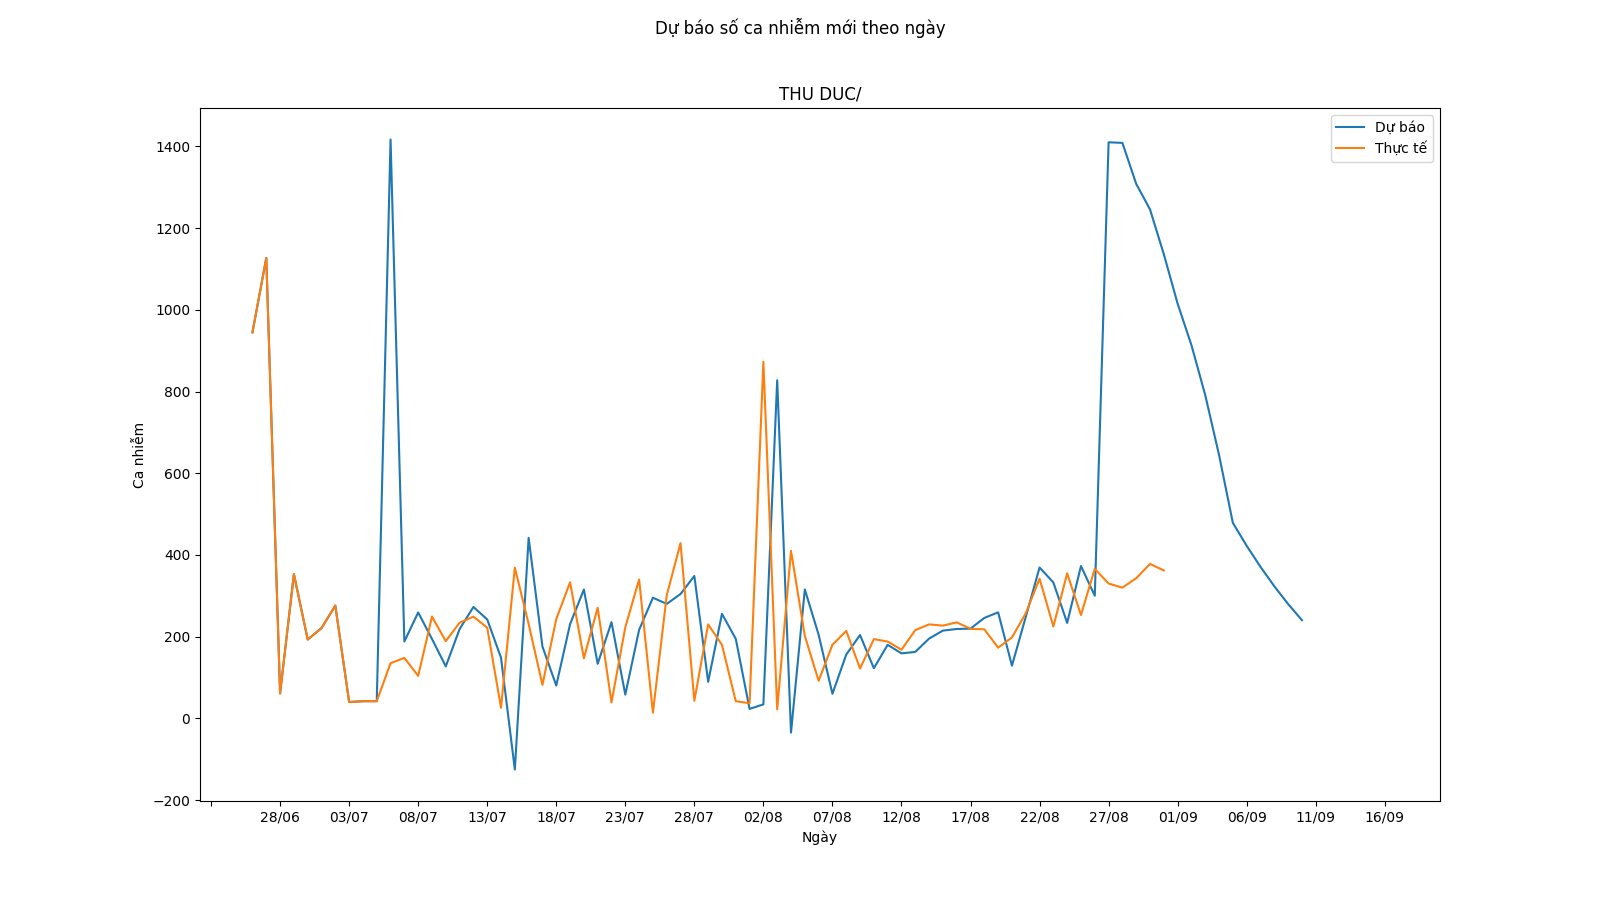 Dự báo số ca nhiễm mới theo ngày
THU DUC/
Dự báo
Thực tế
1400
1200
1000
800
600
400
200
0
−200
Ca nhiễm
28/06 03/07 08/07 13/07 18/07 23/07 28/07 02/08 07/08 12/08 17/08 22/08 27/08 01/09 06/09 11/09 16/09
Ngày